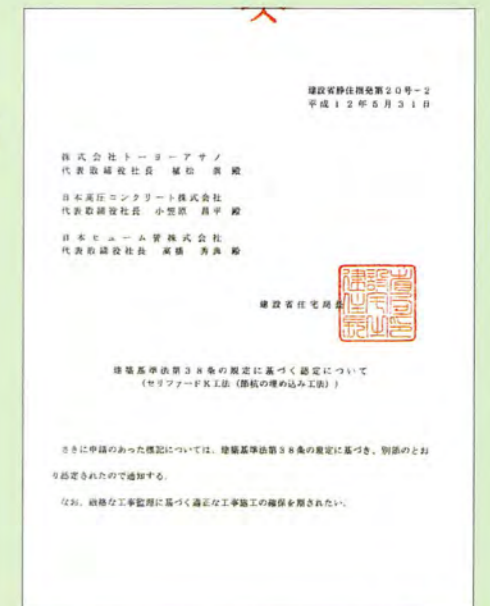 建設省静住指発第20号-2
平成12年5月31日
株式会社トーヨーアサノ
代表取締役社長 植松 眞 殿
日本高圧コンクリート株式会社
代表取締役社長 小笠原 昌平 殿
日本ヒューム管株式会社
代表取締役社長 高橋 秀 殿
建設省住宅局長
建築基準法第38条の規定に基づく認定について
(セリファードK工法(節杭の埋め込み工法))
さきに申請のあった標記については、建築基準法第38条の規定に基づき、別添のとお
り認定されたので通知する。
なお、厳格な工事監理に基づく適正な工事施工の確保を期されたい。